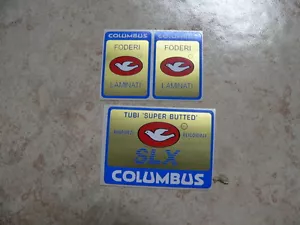 COLUMBUS
FODERI
LAMINATI
COLUMBUS
FODERI
LAMINATI
TUBI 'SUPER BUTTED'
SLX
COLUMBUS